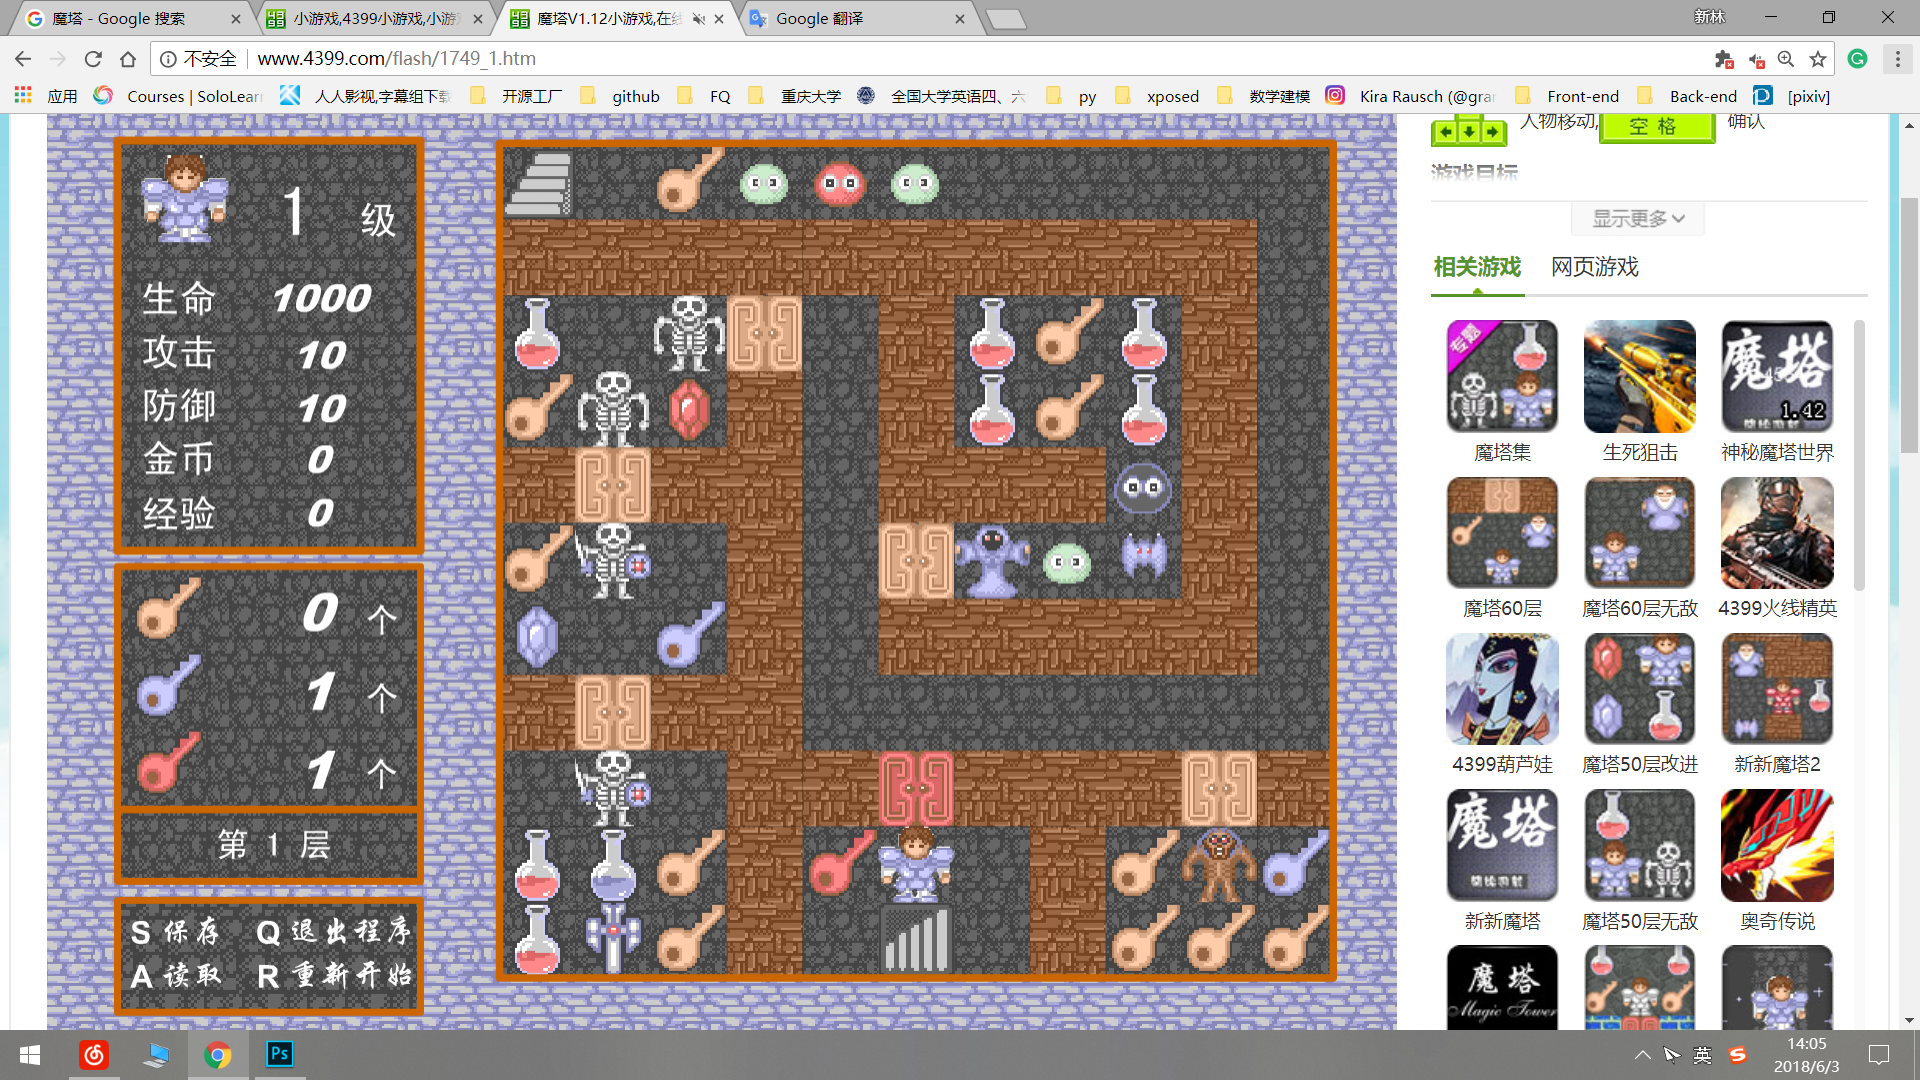 魔塔 - Google 搜索
小游戏,4399小游戏,小游
魔塔V1.12小游戏,在线
Google 翻译
新林
不安全
www.4399.com/flash/1749_1.htm
应用
Courses | SoloLear
人人影视,字幕组下载
开源工厂
github
FQ
重庆大学
全国大学英语四、六
py
xposed
数学建模
Kira Rausch (@gra
Front-end
Back-end
[pixiv]
人物移动,
空 格
确认
游戏目标
显示更多
相关游戏
网页游戏
1 级
生命 1000
攻击 10
防御 10
金币 0
经验 0
0 个
1 个
1 个
第 1 层
S 保存
Q 退出程序
A 读取
R 重新开始
专题
魔塔
1.42
魔塔集
生死狙击
神秘魔塔世界
魔塔60层
魔塔60层无敌
4399火线精英
4399葫芦娃
魔塔50层改进
新新魔塔2
魔塔
新新魔塔
魔塔50层无敌
奥奇传说
魔塔
Magic Tower
Ps
英
14:05
2018/6/3